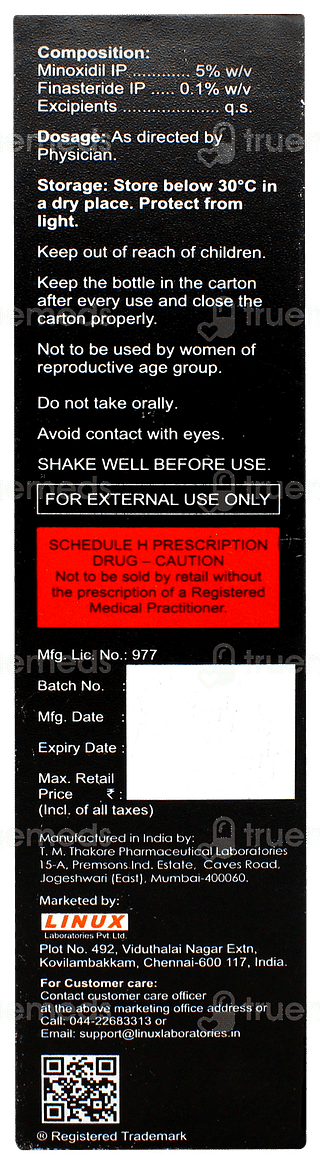 Composition:
Minoxidil IP ............ 5% w/v
Finasteride IP ..... 0.1% w/v
Excipients ..................... q.s.
Dosage: As directed by
Physician.
Storage: Store below 30°C in
a dry place. Protect from
light.
Keep out of reach of children.
Keep the bottle in the carton
after every use and close the
carton properly.
Not to be used by women of
reproductive age group.
Do not take orally.
Avoid contact with eyes.
SHAKE WELL BEFORE USE.
FOR EXTERNAL USE ONLY
SCHEDULE H PRESCRIPTION
DRUG – CAUTION
Not to be sold by retail without
the prescription of a Registered
Medical Practitioner.
Mfg. Lic. No.: 977
Batch No. :
Mfg. Date :
Expiry Date :
Max. Retail
Price ₹ :
(Incl. of all taxes)
Manufactured in India by:
T. M. Thakore Pharmaceutical Laboratories
15-A, Premsons Ind. Estate, Caves Road,
Jogeshwari (East), Mumbai-400060.
Marketed by:
LINUX
Laboratories Pvt. Ltd.
Plot No. 492, Viduthalai Nagar Extn,
Kovilambakkam, Chennai-600 117, India.
For Customer care:
Contact customer care officer
at the above marketing office address or
Call: 044-22683313 or
Email: support@linuxlaboratories.in
® Registered Trademark
truemeds